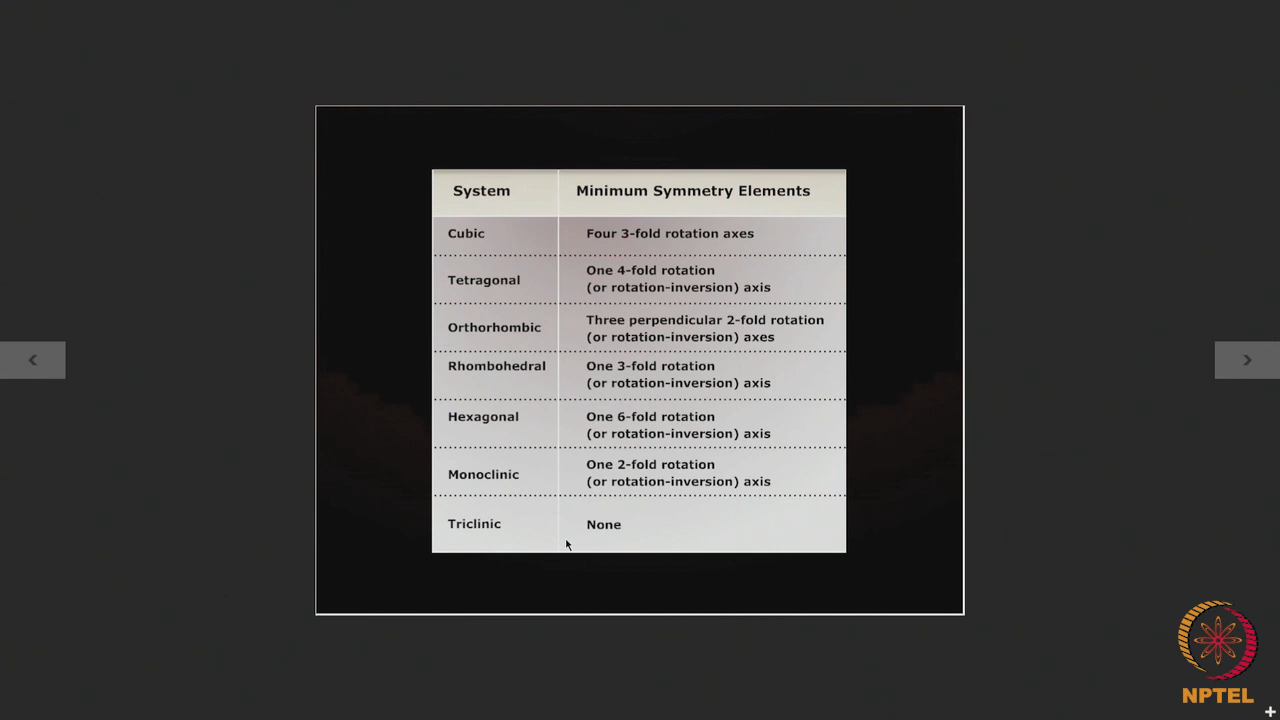 System Minimum Symmetry Elements
Cubic Four 3-fold rotation axes
Tetragonal One 4-fold rotation
(or rotation-inversion) axis
Orthorhombic Three perpendicular 2-fold rotation
(or rotation-inversion) axes
Rhombohedral One 3-fold rotation
(or rotation-inversion) axis
Hexagonal One 6-fold rotation
(or rotation-inversion) axis
Monoclinic One 2-fold rotation
(or rotation-inversion) axis
Triclinic None
NPTEL